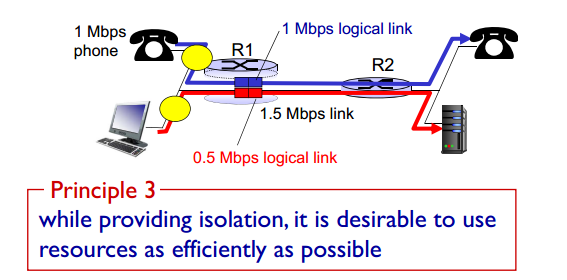 1 Mbps
phone
1 Mbps logical link
R1
R2
1.5 Mbps link
0.5 Mbps logical link
Principle 3
while providing isolation, it is desirable to use
resources as efficiently as possible